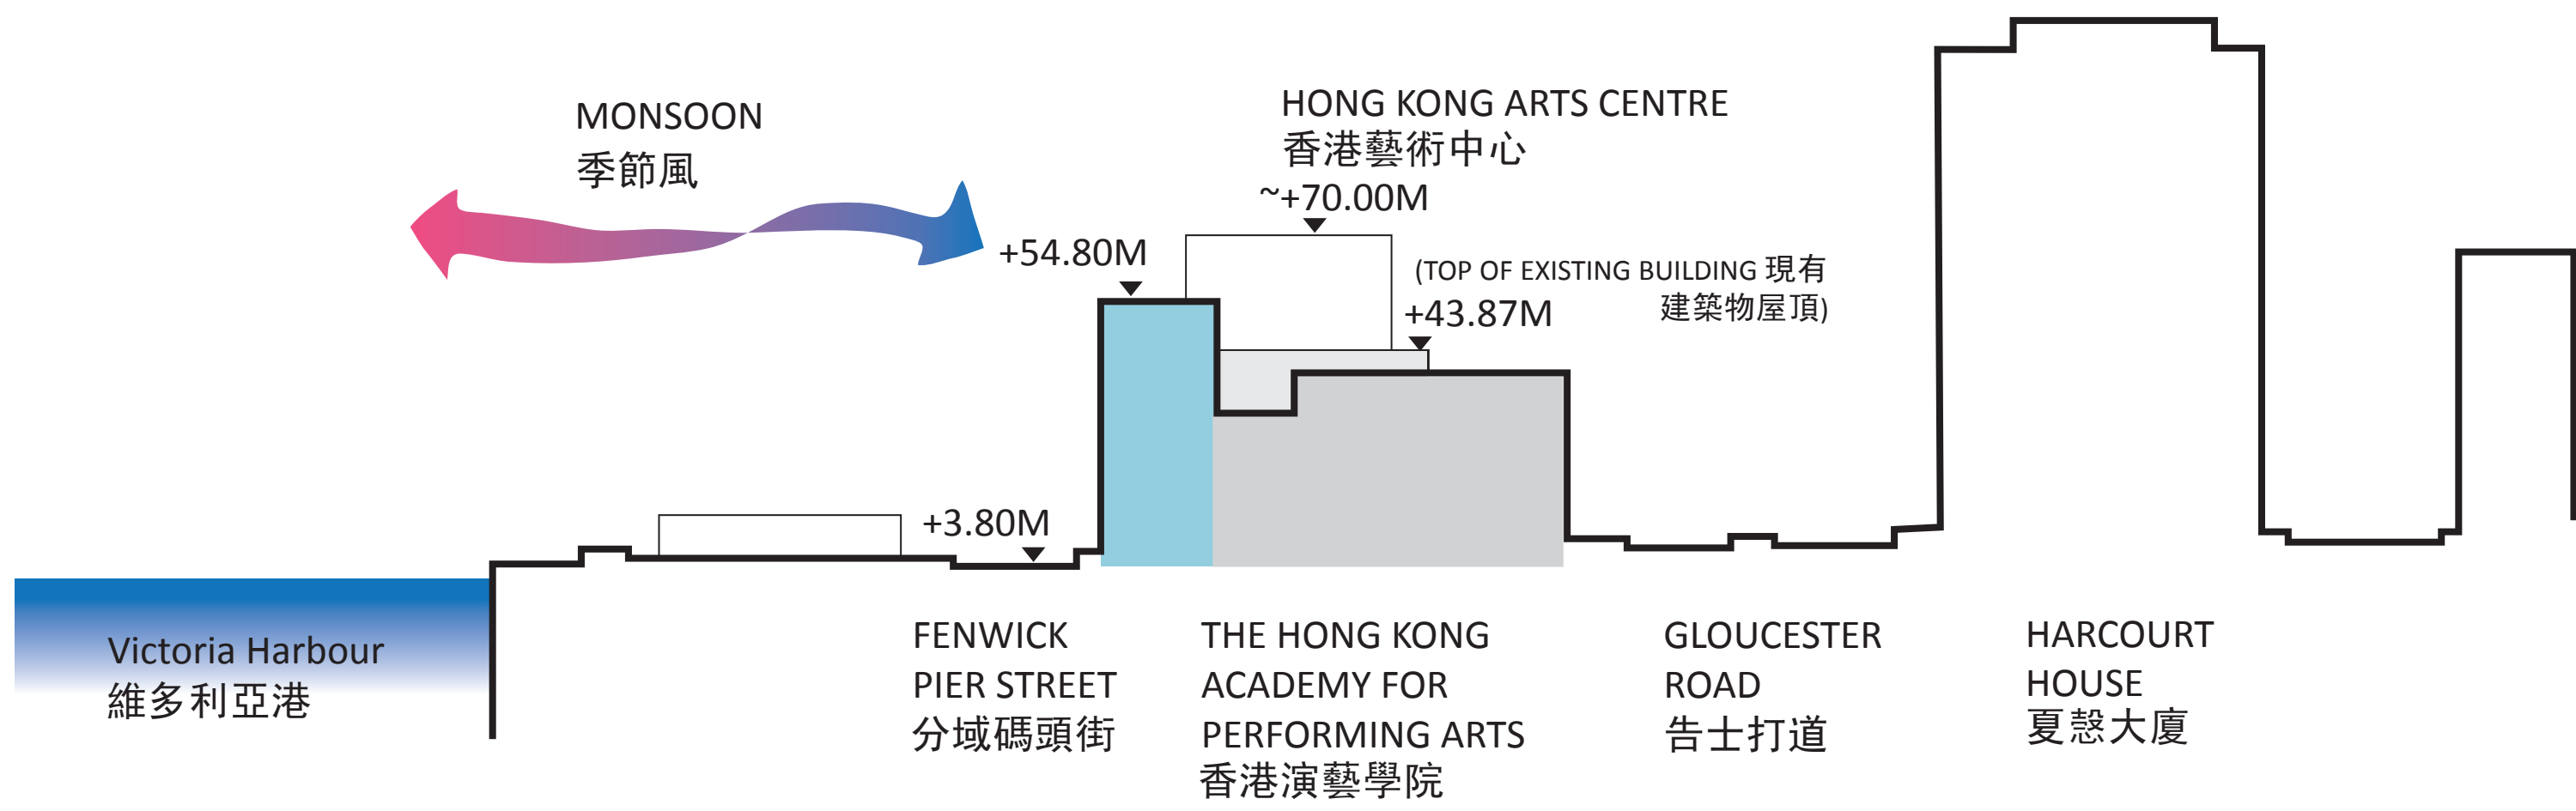 MONSOON
季節風
HONG KONG ARTS CENTRE
香港藝術中心
~+70.00M
+54.80M
(TOP OF EXISTING BUILDING 現有
建築物屋頂)
+43.87M
+3.80M
Victoria Harbour
維多利亞港
FENWICK
PIER STREET
分域碼頭街
THE HONG KONG
ACADEMY FOR
PERFORMING ARTS
香港演藝學院
GLOUCESTER
ROAD
告士打道
HARCOURT
HOUSE
夏愨大廈